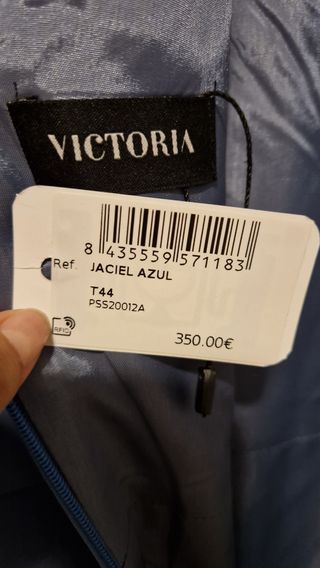 VICTORIA
8 435559 571183
Ref. JACIEL AZUL
T44
PSS20012A
RFID
350.00€